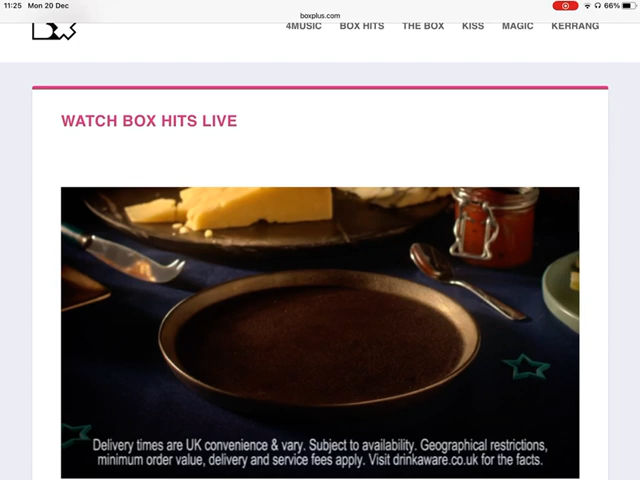 11:25 Mon 20 Dec
66%
boxplus.com
4MUSIC BOX HITS THE BOX KISS MAGIC KERRANG
WATCH BOX HITS LIVE
Delivery times are UK convenience & vary. Subject to availability. Geographical restrictions,
minimum order value, delivery and service fees apply. Visit drinkaware.co.uk for the facts.